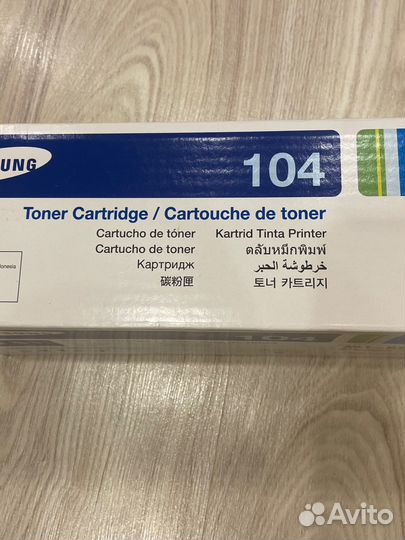 SUNG
104
Toner Cartridge / Cartouche de toner
Cartucho de tóner Kartrid Tinta Printer
Cartucho de toner ตลับหมึกพิมพ์
Картридж خرطوشة الحبر
碳粉匣 토너 카트리지
donesia
104
Avito